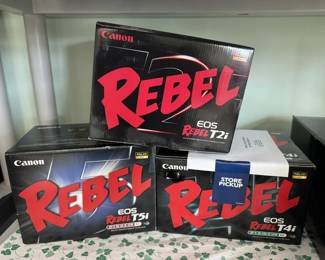 Canon
REBEL
EOS
REBEL T2i
Canon
REBEL
EOS
REBEL T5i
Canon
REBEL
EOS
REBEL T4i
STORE
PICKUP